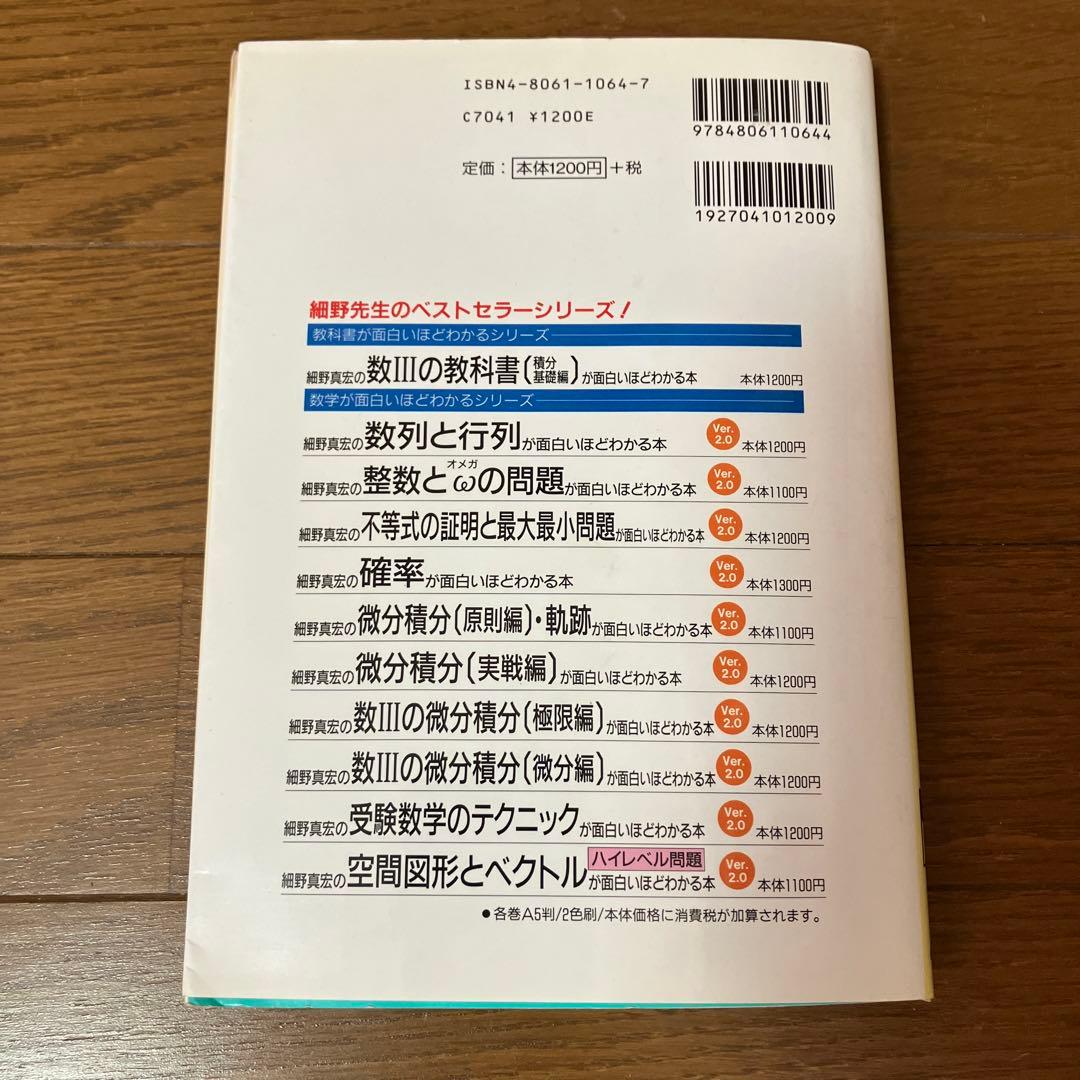 ISBN4-8061-1064-7
C7041 ¥1200E
9784806110644
定価：本体1200円+税
1927041012009
細野先生のベストセラーシリーズ！
教科書が面白いほどわかるシリーズ
細野真宏の数IIIの教科書(積分基礎編)が面白いほどわかる本 本体1200円
数学が面白いほどわかるシリーズ
細野真宏の数列と行列が面白いほどわかる本 Ver.2.0 本体1200円
細野真宏の整数とω(オメガ)の問題が面白いほどわかる本 Ver.2.0 本体1100円
細野真宏の不等式の証明と最大最小問題が面白いほどわかる本 Ver.2.0 本体1200円
細野真宏の確率が面白いほどわかる本 Ver.2.0 本体1300円
細野真宏の微分積分(原則編)・軌跡が面白いほどわかる本 Ver.2.0 本体1100円
細野真宏の微分積分(実戦編)が面白いほどわかる本 Ver.2.0 本体1200円
細野真宏の数IIIの微分積分(極限編)が面白いほどわかる本 Ver.2.0 本体1200円
細野真宏の数IIIの微分積分(微分編)が面白いほどわかる本 Ver.2.0 本体1200円
細野真宏の受験数学のテクニックが面白いほどわかる本 Ver.2.0 本体1200円
細野真宏の空間図形とベクトル ハイレベル問題 が面白いほどわかる本 Ver.2.0 本体1100円
●各巻A5判/2色刷/本体価格に消費税が加算されます。